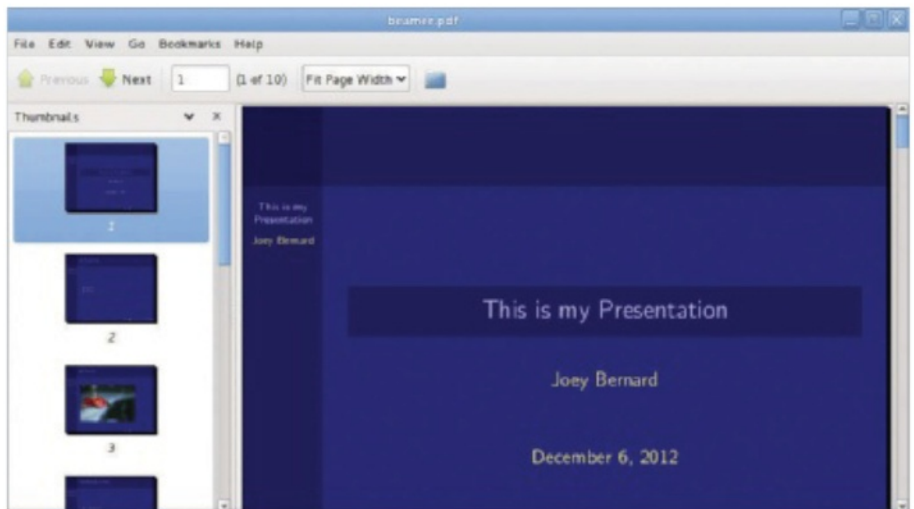 beamer.pdf
File Edit View Go Bookmarks Help
Previous Next 1 (1 of 10) Fit Page Width
Thumbnails
1
2
3
This is my
Presentation
Joey Bernard
This is my Presentation
Joey Bernard
December 6, 2012